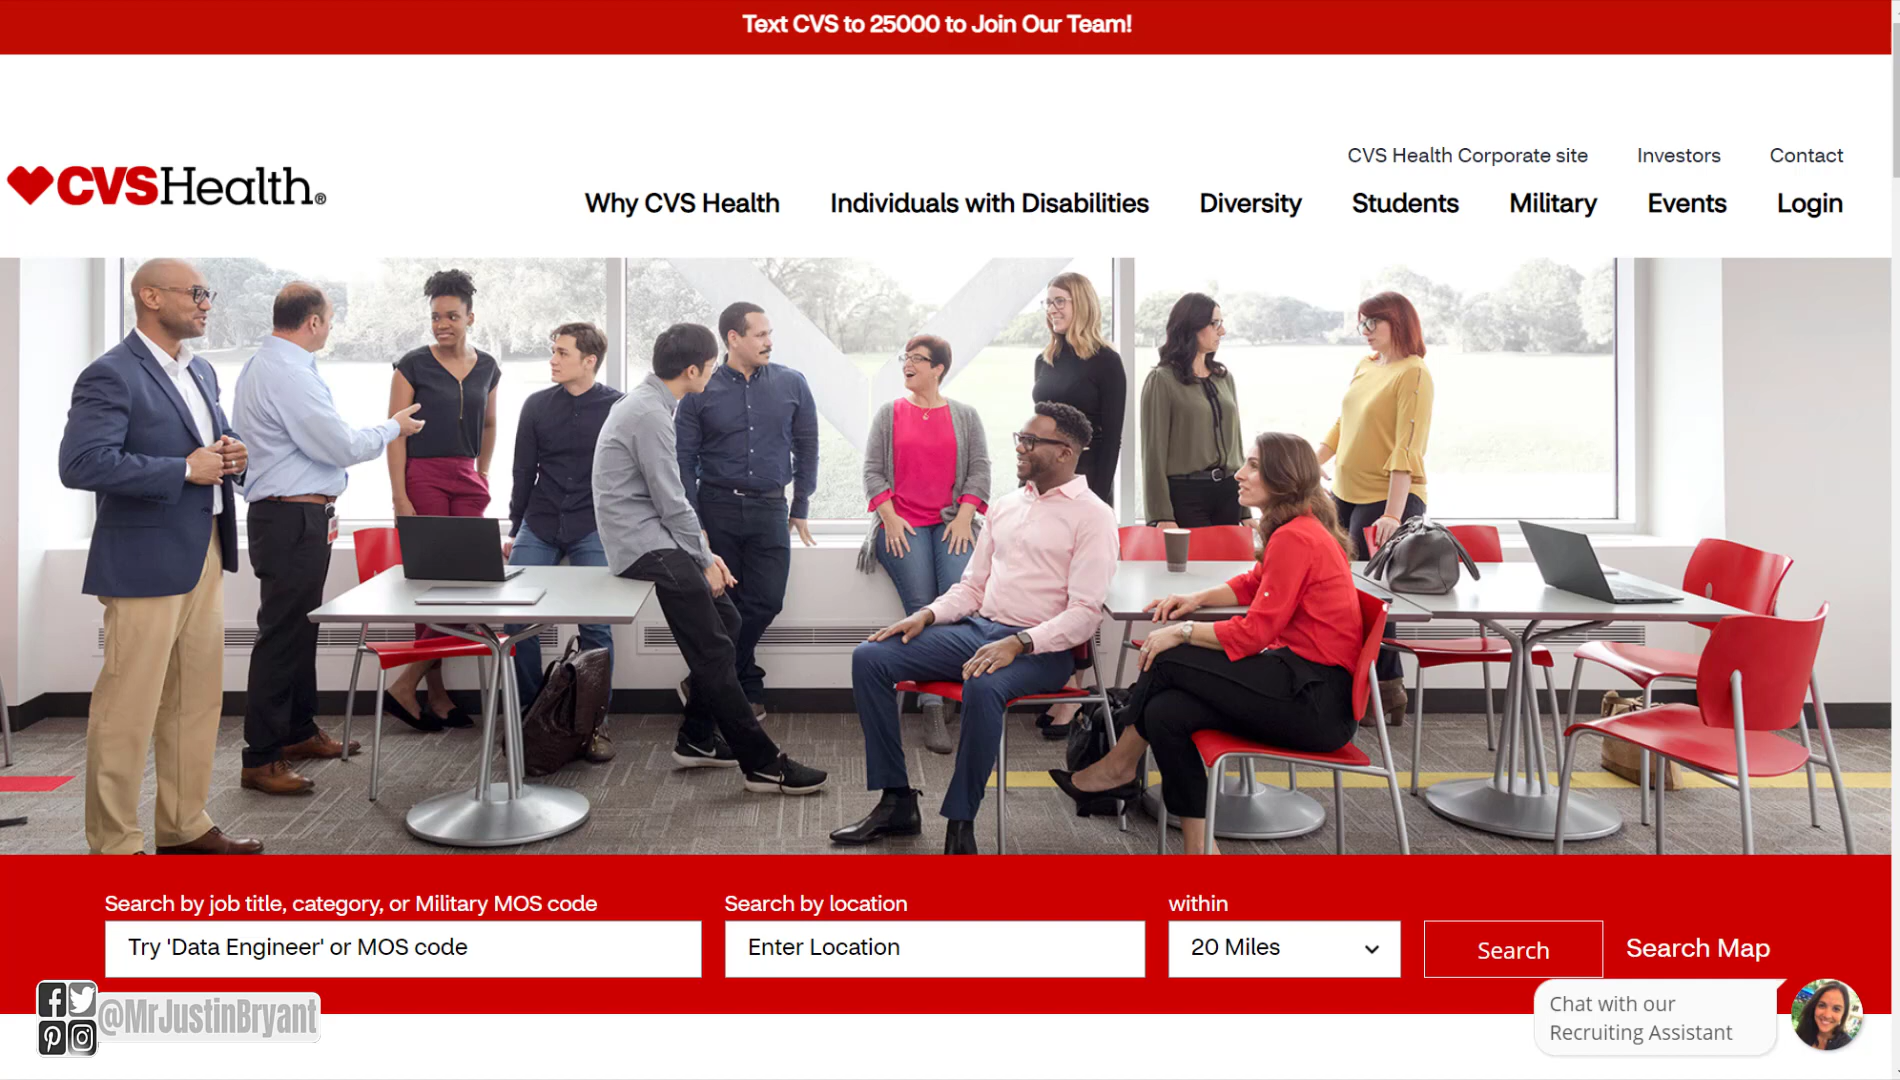 Text CVS to 25000 to Join Our Team!
CVS Health Corporate site
Investors
Contact
CVSHealth®
Why CVS Health
Individuals with Disabilities
Diversity
Students
Military
Events
Login
Search by job title, category, or Military MOS code
Search by location
within
Try 'Data Engineer' or MOS code
Enter Location
20 Miles
Search
Search Map
@MrJustinBryant
Chat with our
Recruiting Assistant